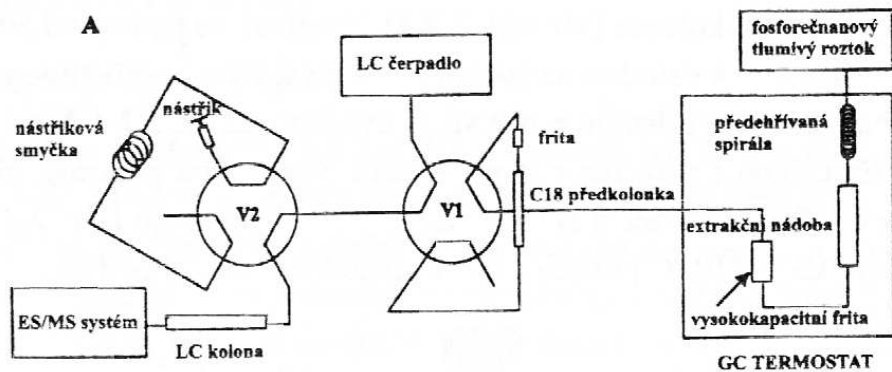 A
fosforečnanový
tlumivý roztok
LC čerpadlo
nástřik
nástřiková
smyčka
předehřívaná
spirála
frita
C18 předkolonka
V2
V1
extrakční nádoba
ES/MS systém
LC kolona
vysokokapacitní frita
GC TERMOSTAT